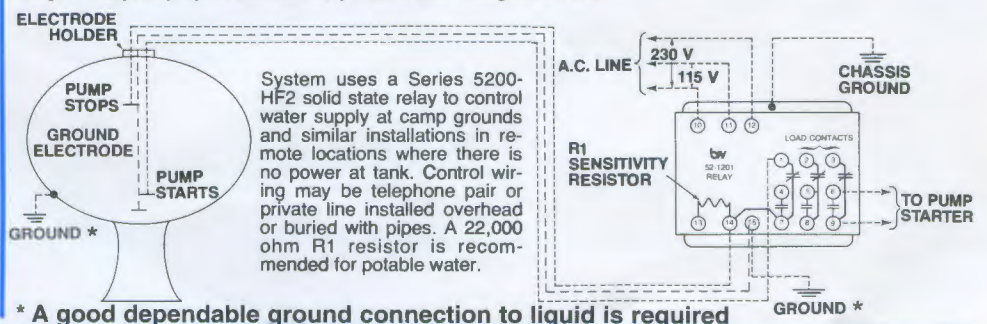 ELECTRODE
HOLDER
PUMP
STOPS
GROUND
ELECTRODE
PUMP
STARTS
GROUND *
System uses a Series 5200-
HF2 solid state relay to control
water supply at camp grounds
and similar installations in re-
mote locations where there is
no power at tank. Control wir-
ing may be telephone pair or
private line installed overhead
or buried with pipes. A 22,000
ohm R1 resistor is recom-
mended for potable water.
A.C. LINE
230 V
115 V
CHASSIS
GROUND
R1
SENSITIVITY
RESISTOR
10 11 12
LOAD CONTACTS
bw
52-1201
RELAY
1 2 3
4 5 6
13 14 15 7 8 9
TO PUMP
STARTER
GROUND *
* A good dependable ground connection to liquid is required